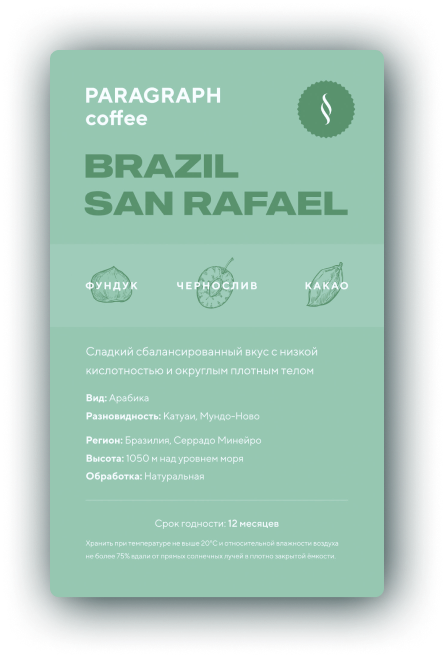 PARAGRAPH
coffee
BRAZIL
SAN RAFAEL
ФУНДУК ЧЕРНОСЛИВ КАКАО
Сладкий сбалансированный вкус с низкой
кислотностью и округлым плотным телом
Вид: Арабика
Разновидность: Катуаи, Мундо-Ново
Регион: Бразилия, Серрадо Минейро
Высота: 1050 м над уровнем моря
Обработка: Натуральная
Срок годности: 12 месяцев
Хранить при температуре не выше 20°С и относительной влажности воздуха
не более 75% вдали от прямых солнечных лучей в плотно закрытой ёмкости.